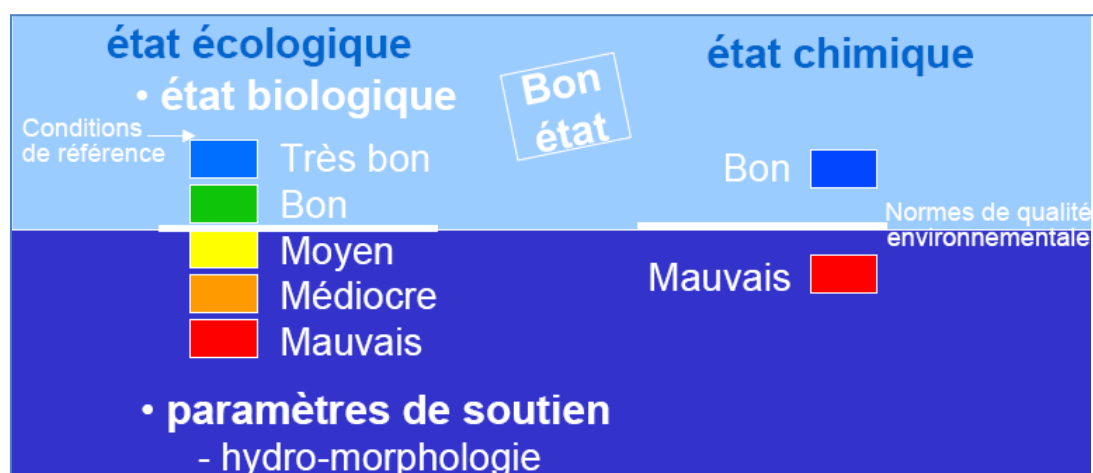 état écologique
• état biologique
Conditions
de référence
Très bon
Bon
Moyen
Médiocre
Mauvais
• paramètres de soutien
- hydro-morphologie
Bon
état
état chimique
Bon
Normes de qualité
environnementale
Mauvais